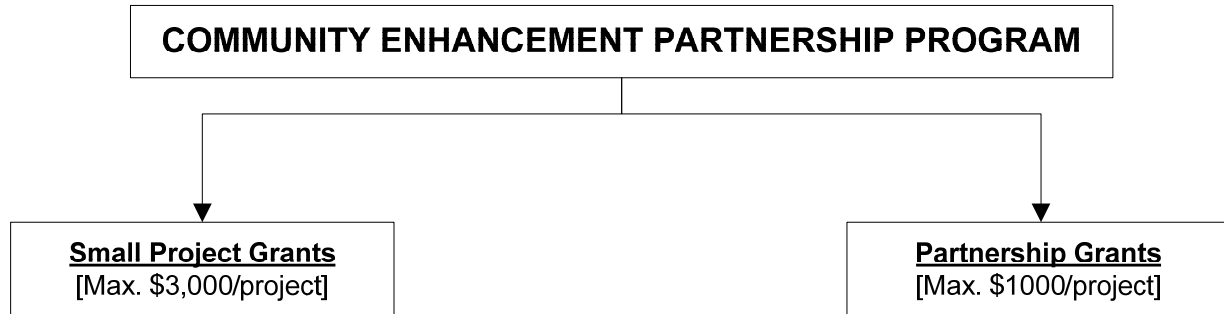 COMMUNITY ENHANCEMENT PARTNERSHIP PROGRAM
Small Project Grants
[Max. $3,000/project]
Partnership Grants
[Max. $1000/project]